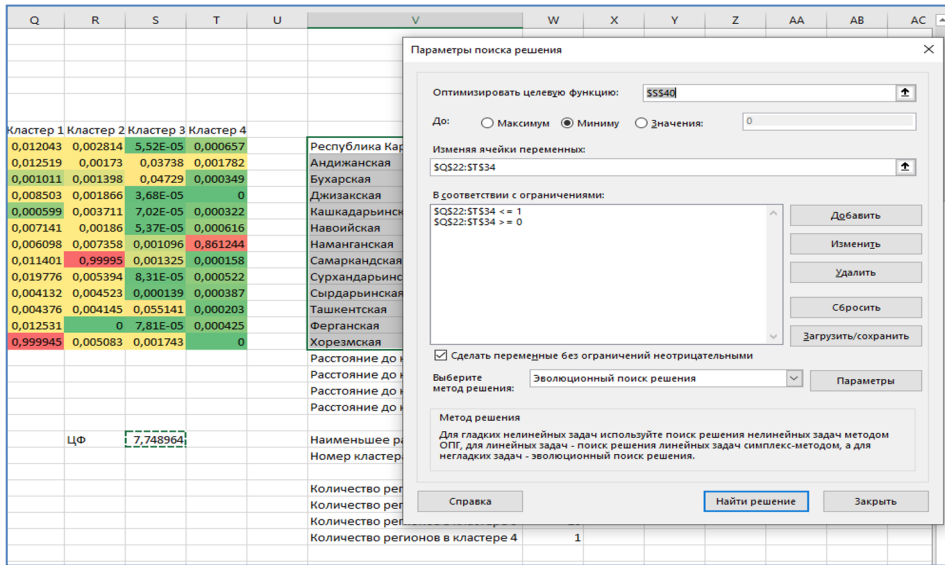 Q R S T U V W X Y Z AA AB AC
Параметры поиска решения
Оптимизировать целевую функцию: $S$40
До: Максимум Миниму Значения: 0
Изменяя ячейки переменных:
$Q$22:$T$34
В соответствии с ограничениями:
$Q$22:$T$34 <= 1
$Q$22:$T$34 >= 0
Добавить
Изменить
Удалить
Сбросить
Загрузить/сохранить
Сделать переменные без ограничений неотрицательными
Выберите
метод решения:
Эволюционный поиск решения
Параметры
Метод решения
Для гладких нелинейных задач используйте поиск решения нелинейных задач методом
ОПГ, для линейных задач - поиск решения линейных задач симплекс-методом, а для
негладких задач - эволюционный поиск решения.
Справка
Найти решение
Закрыть
Кластер 1 Кластер 2 Кластер 3 Кластер 4
0,012043 0,002814 5,52E-05 0,000657 Республика Кар
0,012519 0,00173 0,03738 0,001782 Андижанская
0,001011 0,001398 0,04729 0,000349 Бухарская
0,008503 0,001866 3,68E-05 0 Джизакская
0,000599 0,003711 7,02E-05 0,000322 Кашкадарьинск
0,007141 0,00186 5,37E-05 0,000616 Навоийская
0,006098 0,007358 0,001096 0,861244 Наманганская
0,011401 0,99995 0,001325 0,000158 Самаркандская
0,019776 0,005394 8,31E-05 0,000522 Сурхандарьинс
0,004132 0,004523 0,000139 0,000387 Сырдарьинская
0,004376 0,004145 0,055141 0,000203 Ташкентская
0,012531 0 7,81E-05 0,000425 Ферганская
0,999945 0,005083 0,001743 0 Хорезмская
Расстояние до
Расстояние до
Расстояние до
Расстояние до
ЦФ 7,748964 Наименьшее ра
Номер кластера
Количество рег
Количество рег
Количество
Количество регионов в кластере 4 1